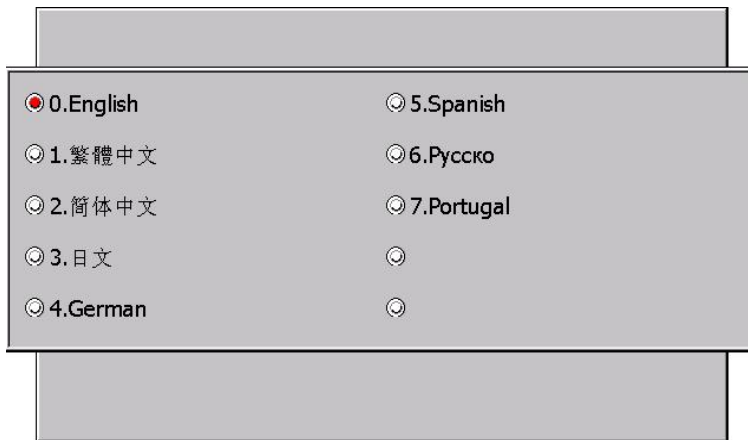 0.English
1.繁體中文
2.简体中文
3.日文
4.German
5.Spanish
6.Русско
7.Portugal